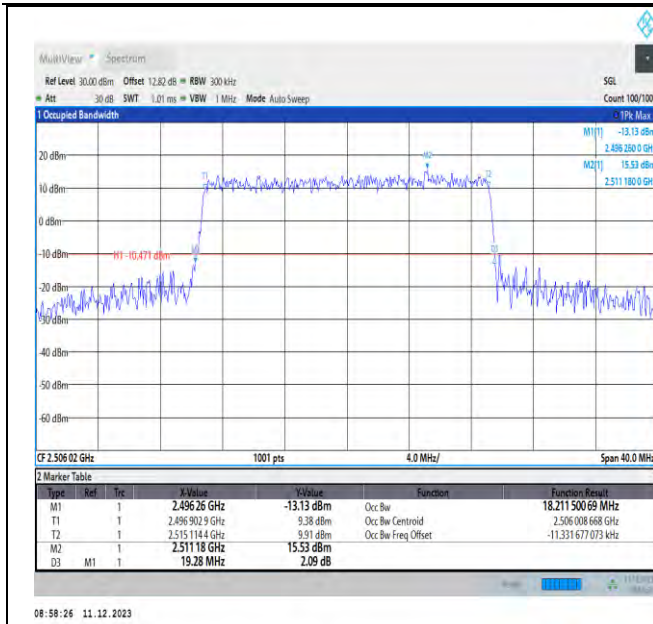 MultiView Spectrum
Ref Level 30.00 dBm Offset 12.82 dB RBW 300 kHz SGL
Att 30 dB SWT 1.01 ms VBW 1 MHz Mode Auto Sweep Count 100/100
1 Occupied Bandwidth 1Pk Max
M1[1] -13.13 dBm
2.496 260 0 GH
M2[1] 15.53 dBm
2.511 180 0 GH
20 dBm
M2
T1 T2
10 dBm
0 dBm
-10 dBm
H1 -10.471 dBm
M1 D3
-20 dBm
-30 dBm
-40 dBm
-50 dBm
-60 dBm
CF 2.506 02 GHz 1001 pts 4.0 MHz/ Span 40.0 MHz
2 Marker Table
Type Ref Trc X-Value Y-Value Function Function Result
M1 1 2.496 26 GHz -13.13 dBm Occ Bw 18.211 500 69 MHz
T1 1 2.496 902 9 GHz 9.38 dBm Occ Bw Centroid 2.506 008 668 GHz
T2 1 2.515 114 4 GHz 9.91 dBm Occ Bw Freq Offset -11.331 677 073 kHz
M2 1 2.511 18 GHz 15.53 dBm
D3 M1 1 19.28 MHz 2.09 dB
08:58:26 11.12.2023